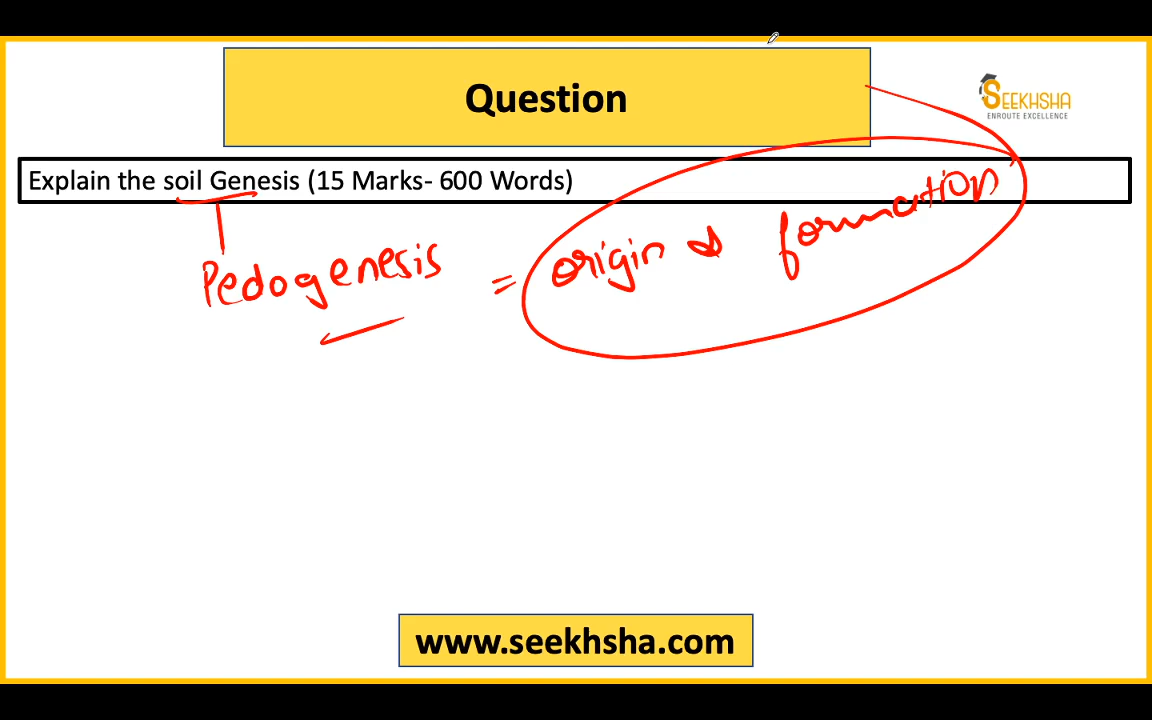 Question
SEEKHSHA
ENROUTE EXCELLENCE
Explain the soil Genesis (15 Marks- 600 Words)
Pedogenesis = origin & formation
www.seekhsha.com